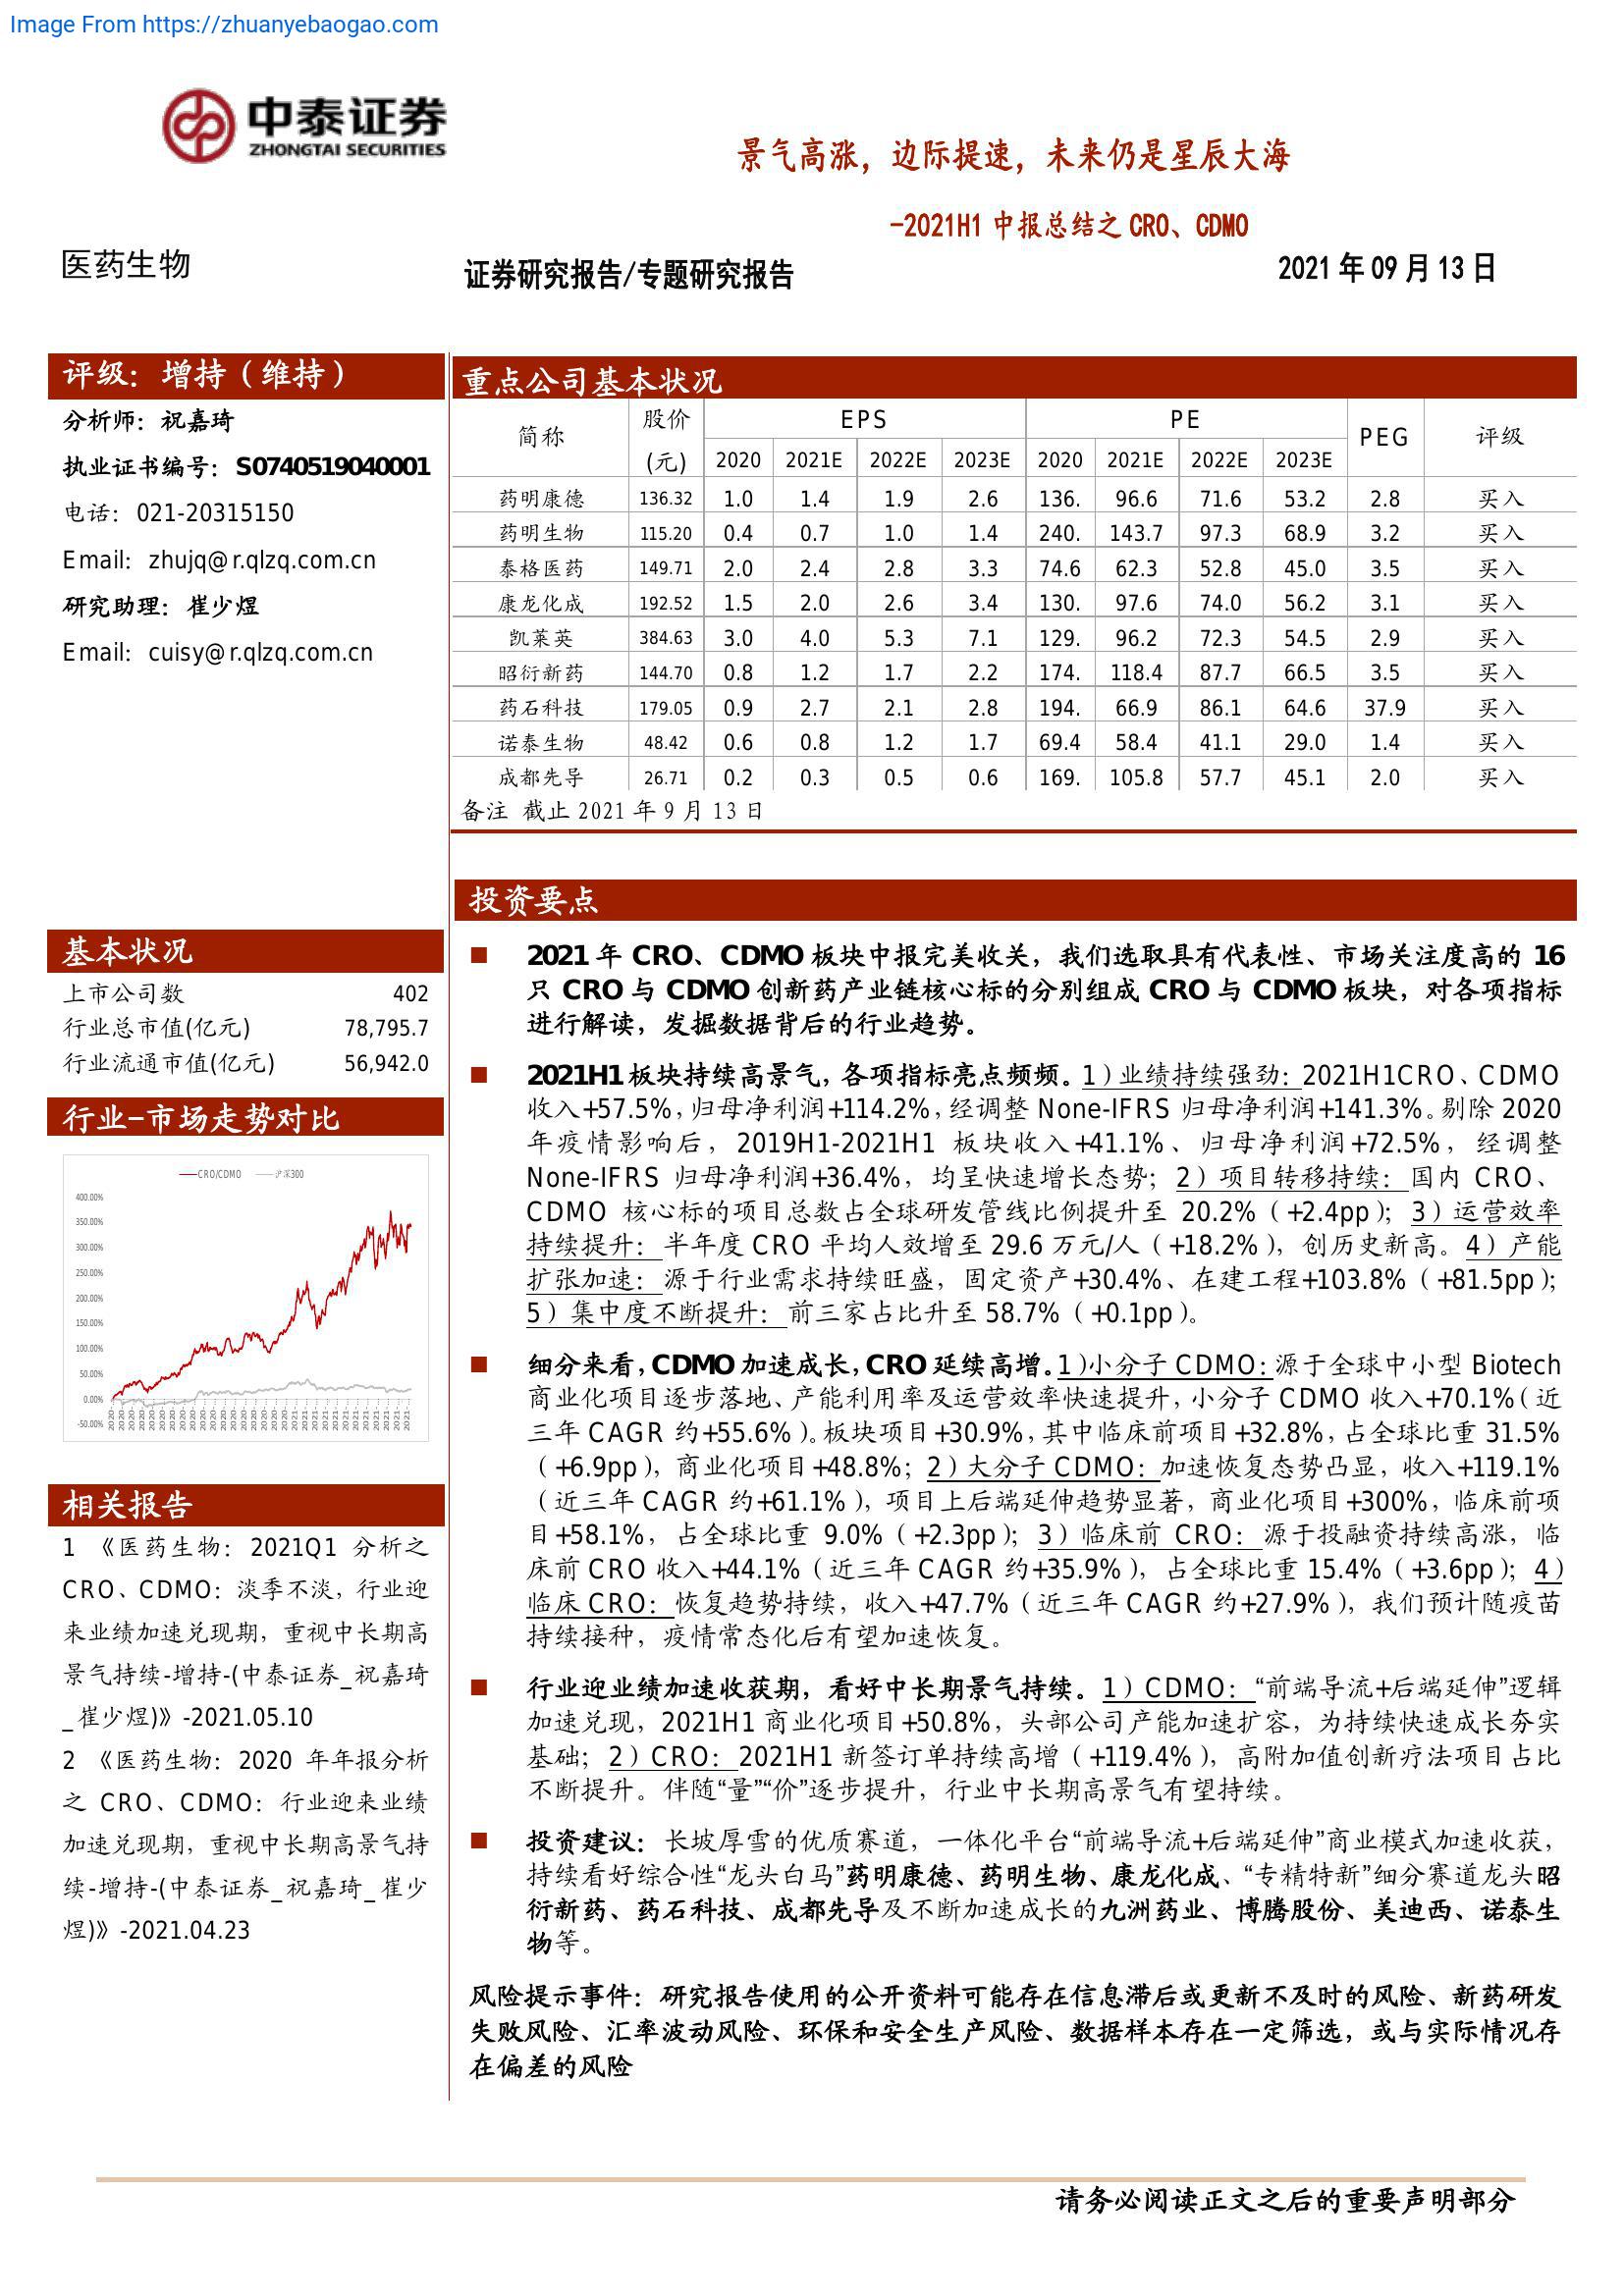 Image From https://zhuanyebaogao.com
中泰证券
ZHONGTAI SECURITIES
景气高涨，边际提速，未来仍是星辰大海
-2021H1 中报总结之 CRO、CDMO
医药生物
证券研究报告/专题研究报告
2021 年 09 月 13 日
评级：增持（维持）
分析师：祝嘉琦
执业证书编号：S0740519040001
电话：021-20315150
Email：zhujq@r.qlzq.com.cn
研究助理：崔少煜
Email：cuisy@r.qlzq.com.cn
基本状况
上市公司数 402
行业总市值(亿元) 78,795.7
行业流通市值(亿元) 56,942.0
行业-市场走势对比
CRO/CDMO 沪深300
400.00%
350.00%
300.00%
250.00%
200.00%
150.00%
100.00%
50.00%
0.00%
-50.00%
相关报告
1 《医药生物：2021Q1 分析之
CRO、CDMO：淡季不淡，行业迎
来业绩加速兑现期，重视中长期高
景气持续-增持-(中泰证券_祝嘉琦
_崔少煜)》-2021.05.10
2 《医药生物：2020 年年报分析
之 CRO、CDMO：行业迎来业绩
加速兑现期，重视中长期高景气持
续-增持-(中泰证券_祝嘉琦_崔少
煜)》-2021.04.23
重点公司基本状况
简称 股价(元) EPS PE PEG 评级
2020 2021E 2022E 2023E 2020 2021E 2022E 2023E
药明康德 136.32 1.0 1.4 1.9 2.6 136. 96.6 71.6 53.2 2.8 买入
药明生物 115.20 0.4 0.7 1.0 1.4 240. 143.7 97.3 68.9 3.2 买入
泰格医药 149.71 2.0 2.4 2.8 3.3 74.6 62.3 52.8 45.0 3.5 买入
康龙化成 192.52 1.5 2.0 2.6 3.4 130. 97.6 74.0 56.2 3.1 买入
凯莱英 384.63 3.0 4.0 5.3 7.1 129. 96.2 72.3 54.5 2.9 买入
昭衍新药 144.70 0.8 1.2 1.7 2.2 174. 118.4 87.7 66.5 3.5 买入
药石科技 179.05 0.9 2.7 2.1 2.8 194. 66.9 86.1 64.6 37.9 买入
诺泰生物 48.42 0.6 0.8 1.2 1.7 69.4 58.4 41.1 29.0 1.4 买入
成都先导 26.71 0.2 0.3 0.5 0.6 169. 105.8 57.7 45.1 2.0 买入
备注 截止 2021 年 9 月 13 日
投资要点
■ 2021 年 CRO、CDMO 板块中报完美收关，我们选取具有代表性、市场关注度高的 16
只 CRO 与 CDMO 创新药产业链核心标的分别组成 CRO 与 CDMO 板块，对各项指标
进行解读，发掘数据背后的行业趋势。
■ 2021H1 板块持续高景气，各项指标亮点频频。1）业绩持续强劲：2021H1CRO、CDMO
收入+57.5%，归母净利润+114.2%，经调整 None-IFRS 归母净利润+141.3%。剔除 2020
年疫情影响后，2019H1-2021H1 板块收入+41.1%、归母净利润+72.5%，经调整
None-IFRS 归母净利润+36.4%，均呈快速增长态势；2）项目转移持续：国内 CRO、
CDMO 核心标的项目总数占全球研发管线比例提升至 20.2%（+2.4pp）；3）运营效率
持续提升：半年度 CRO 平均人效增至 29.6 万元/人（+18.2%），创历史新高。4）产能
扩张加速：源于行业需求持续旺盛，固定资产+30.4%、在建工程+103.8%（+81.5pp）；
5）集中度不断提升：前三家占比升至 58.7%（+0.1pp）。
■ 细分来看，CDMO 加速成长，CRO 延续高增。1)小分子 CDMO：源于全球中小型 Biotech
商业化项目逐步落地、产能利用率及运营效率快速提升，小分子 CDMO 收入+70.1%（近
三年 CAGR 约+55.6%）。板块项目+30.9%，其中临床前项目+32.8%，占全球比重 31.5%
（+6.9pp），商业化项目+48.8%；2）大分子 CDMO：加速恢复态势凸显，收入+119.1%
（近三年 CAGR 约+61.1%），项目上后端延伸趋势显著，商业化项目+300%，临床前项
目+58.1%，占全球比重 9.0%（+2.3pp）；3）临床前 CRO：源于投融资持续高涨，临
床前 CRO 收入+44.1%（近三年 CAGR 约+35.9%），占全球比重 15.4%（+3.6pp）；4）
临床 CRO：恢复趋势持续，收入+47.7%（近三年 CAGR 约+27.9%），我们预计随疫苗
持续接种，疫情常态化后有望加速恢复。
■ 行业迎业绩加速收获期，看好中长期景气持续。1）CDMO：“前端导流+后端延伸”逻辑
加速兑现，2021H1 商业化项目+50.8%，头部公司产能加速扩容，为持续快速成长夯实
基础；2）CRO：2021H1 新签订单持续高增（+119.4%），高附加值创新疗法项目占比
不断提升。伴随“量”“价”逐步提升，行业中长期高景气有望持续。
■ 投资建议：长坡厚雪的优质赛道，一体化平台“前端导流+后端延伸”商业模式加速收获，
持续看好综合性“龙头白马”药明康德、药明生物、康龙化成、“专精特新”细分赛道龙头昭
衍新药、药石科技、成都先导及不断加速成长的九洲药业、博腾股份、美迪西、诺泰生
物等。
风险提示事件：研究报告使用的公开资料可能存在信息滞后或更新不及时的风险、新药研发
失败风险、汇率波动风险、环保和安全生产风险、数据样本存在一定筛选，或与实际情况存
在偏差的风险
请务必阅读正文之后的重要声明部分